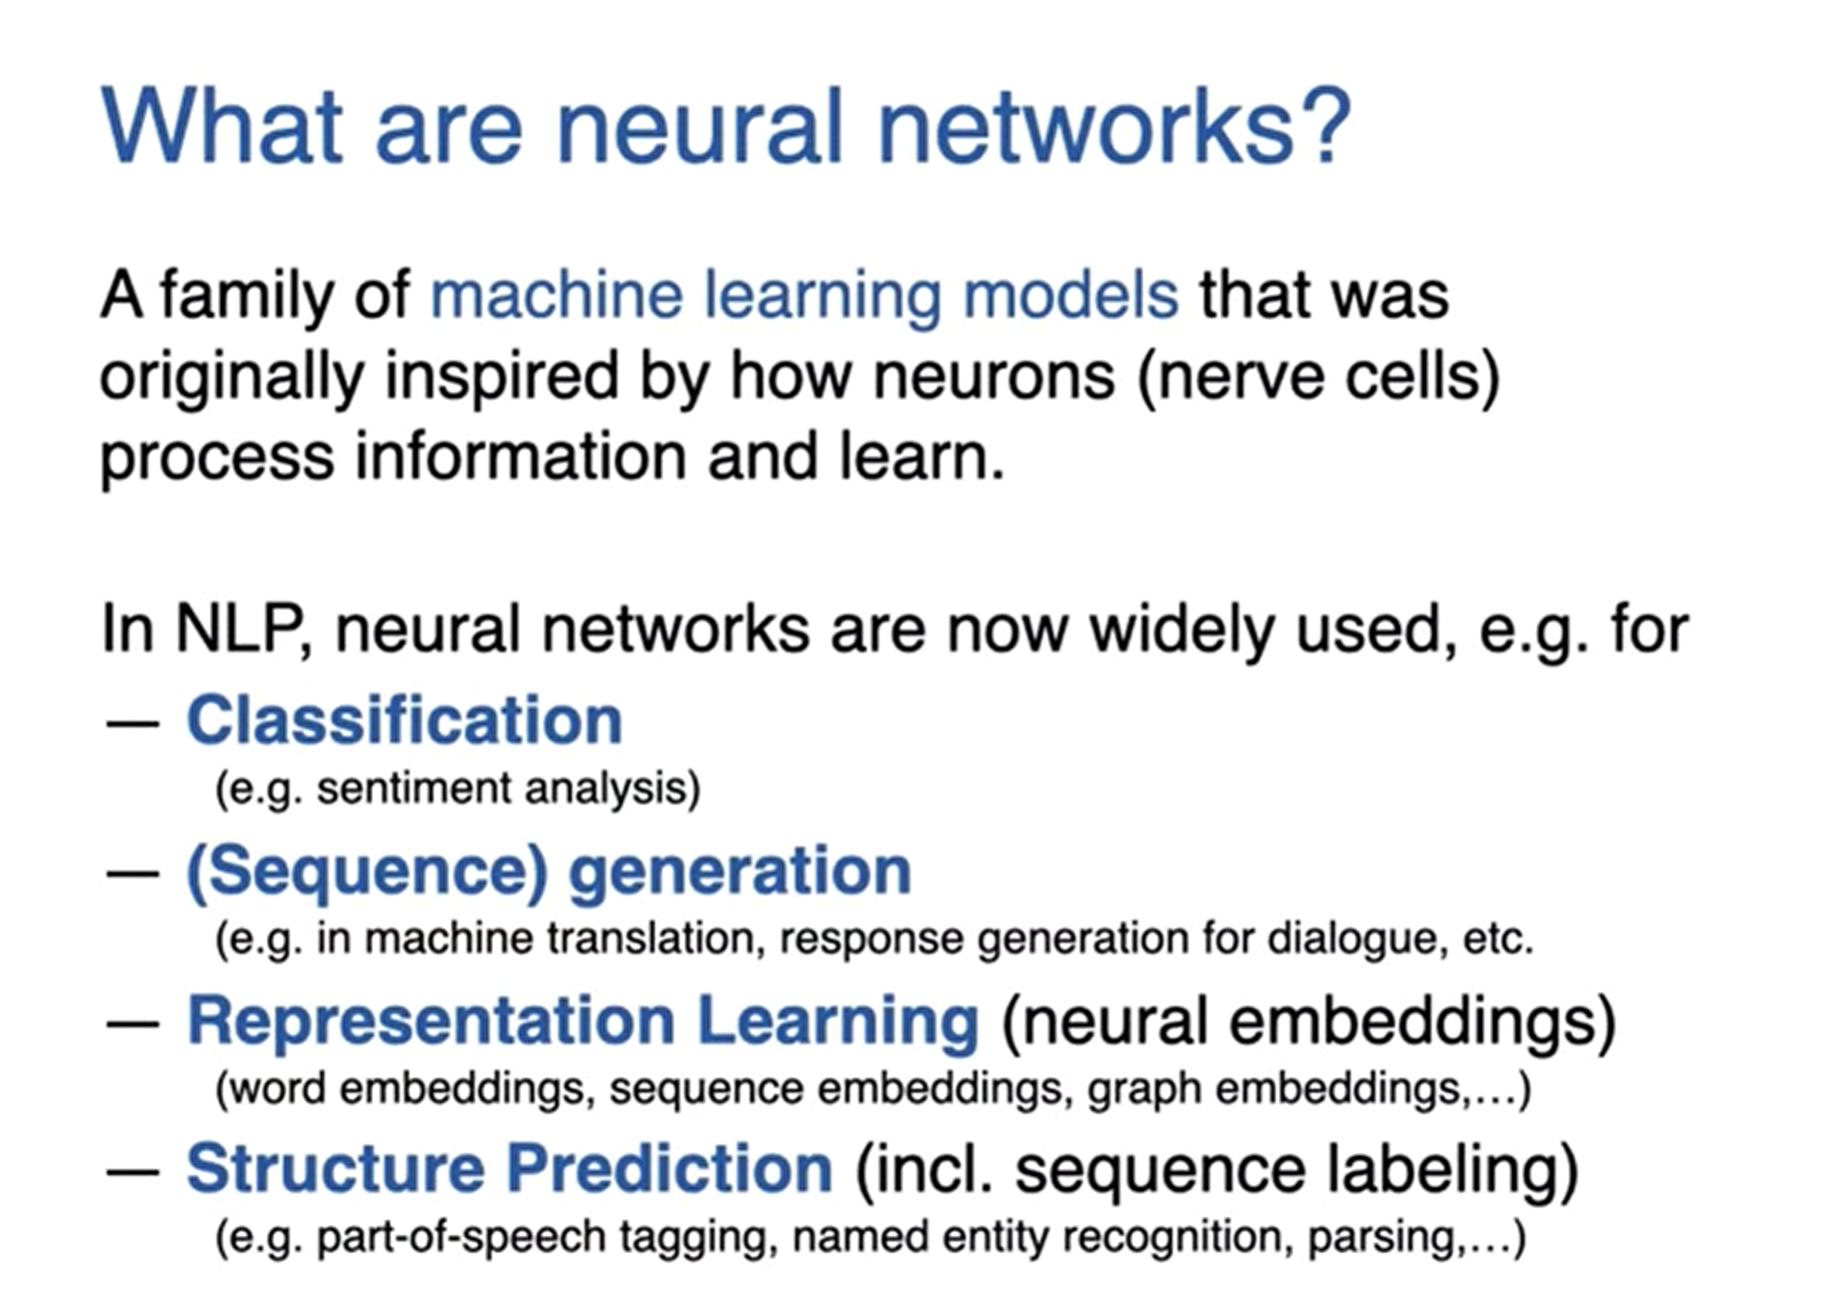 What are neural networks?
A family of machine learning models that was
originally inspired by how neurons (nerve cells)
process information and learn.
In NLP, neural networks are now widely used, e.g. for
— Classification
(e.g. sentiment analysis)
— (Sequence) generation
(e.g. in machine translation, response generation for dialogue, etc.
— Representation Learning (neural embeddings)
(word embeddings, sequence embeddings, graph embeddings,…)
— Structure Prediction (incl. sequence labeling)
(e.g. part-of-speech tagging, named entity recognition, parsing,…)